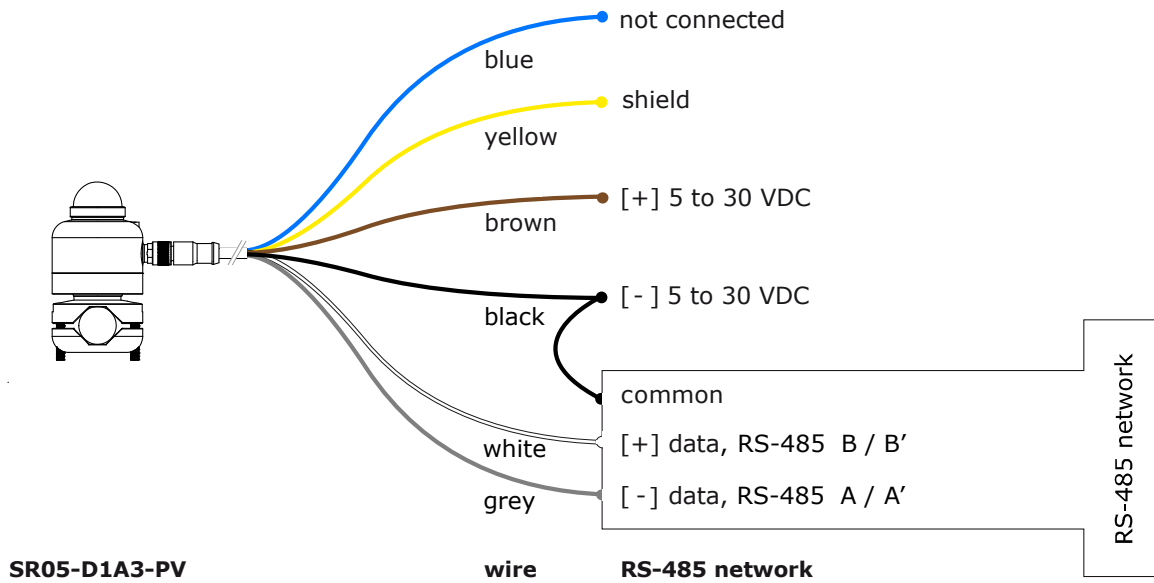 not connected
blue
shield
yellow
[+] 5 to 30 VDC
brown
[-] 5 to 30 VDC
black
common
white
[+] data, RS-485 B / B′
grey
[-] data, RS-485 A / A′
RS-485 network
SR05-D1A3-PV wire RS-485 network